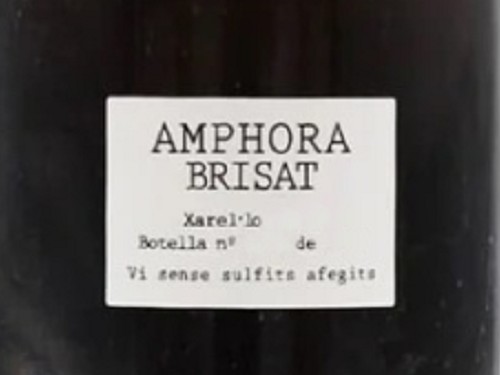 AMPHORA
BRISAT
Xarel·lo
Botella nº de
Vi sense sulfits afegits